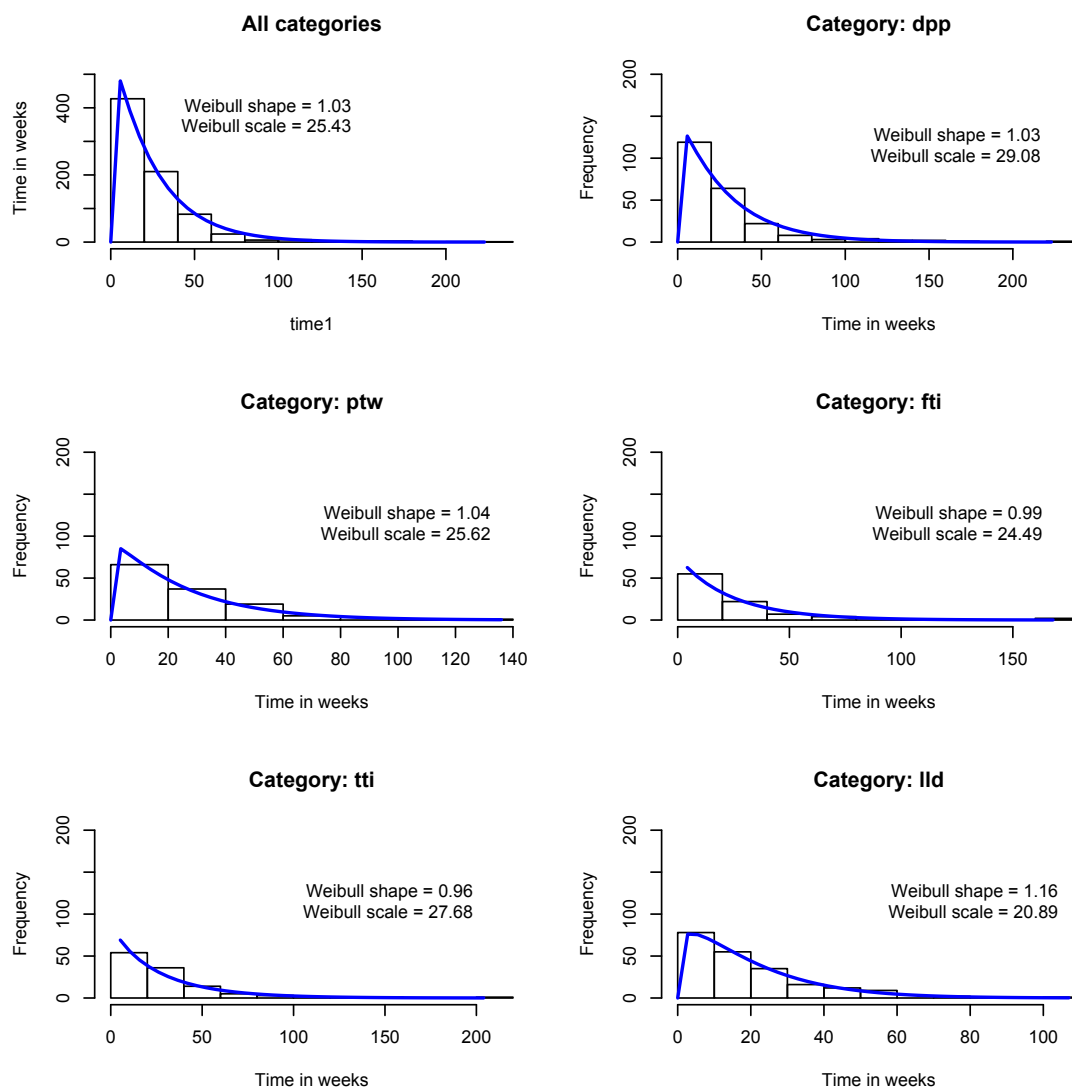 All categories
Time in weeks
0
200
400
Weibull shape = 1.03
Weibull scale = 25.43
0 50 100 150 200
time1
Category: dpp
Frequency
0
50
100
200
Weibull shape = 1.03
Weibull scale = 29.08
0 50 100 150 200
Time in weeks
Category: ptw
Frequency
0
50
100
200
Weibull shape = 1.04
Weibull scale = 25.62
0 20 40 60 80 100 120 140
Time in weeks
Category: fti
Frequency
0
50
100
200
Weibull shape = 0.99
Weibull scale = 24.49
0 50 100 150
Time in weeks
Category: tti
Frequency
0
50
100
200
Weibull shape = 0.96
Weibull scale = 27.68
0 50 100 150 200
Time in weeks
Category: lld
Frequency
0
50
100
200
Weibull shape = 1.16
Weibull scale = 20.89
0 20 40 60 80 100
Time in weeks